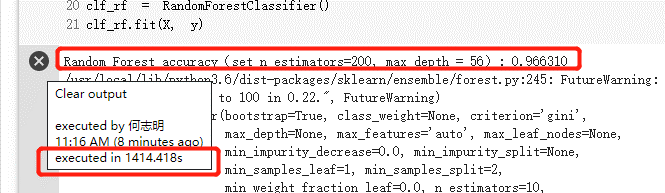 20 clf_rf = RandomForestClassifier()
21 clf_rf.fit(X, y)
Random Forest accuracy (set n estimators=200, max depth = 56) : 0.966310
/usr/local/lib/python3.6/dist-packages/sklearn/ensemble/forest.py:245: FutureWarning:
Clear output
to 100 in 0.22.", FutureWarning)
executed by 何志明
r(bootstrap=True, class_weight=None, criterion='gini',
11:16 AM (8 minutes ago)
max_depth=None, max_features='auto', max_leaf_nodes=None,
executed in 1414.418s
min_impurity_decrease=0.0, min_impurity_split=None,
min_samples_leaf=1, min_samples_split=2,
min_weight_fraction_leaf=0.0, n_estimators=10,